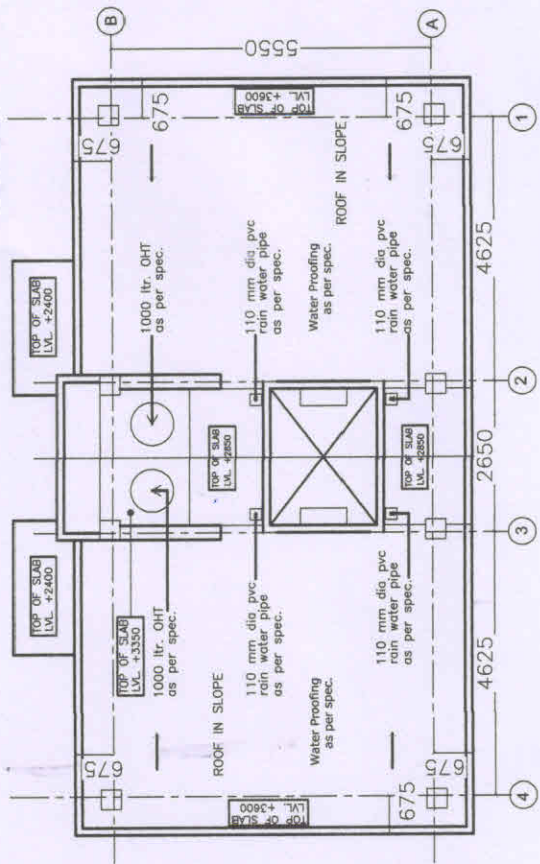 TOP OF SLAB
LVL. +2400
TOP OF SLAB
LVL. +2400
B
675
675
675
TOP OF SLAB
LVL. +3350
1000 ltr. OHT
as per spec.
1000 ltr. OHT
as per spec.
5550
TOP OF SLAB
LVL. +3600
TOP OF SLAB
LVL. +3600
ROOF IN SLOPE
TOP OF SLAB
LVL. +2850
110 mm dia pvc
rain water pipe
as per spec.
110 mm dia pvc
rain water pipe
as per spec.
Water Proofing
as per spec.
Water Proofing
as per spec.
ROOF IN SLOPE
110 mm dia pvc
rain water pipe
as per spec.
TOP OF SLAB
LVL. +2850
110 mm dia pvc
rain water pipe
as per spec.
675
675
675
A
4625
2650
4625
4
3
2
1